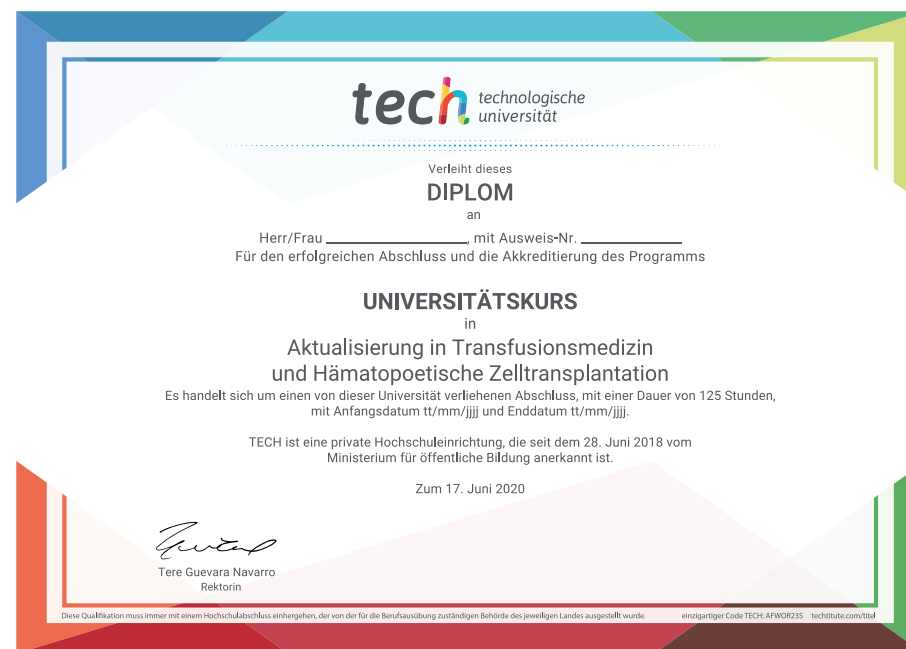 tech technologische
universität
Verleiht dieses
DIPLOM
an
Herr/Frau ____________, mit Ausweis-Nr. ____________
Für den erfolgreichen Abschluss und die Akkreditierung des Programms
UNIVERSITÄTSKURS
in
Aktualisierung in Transfusionsmedizin
und Hämatopoetische Zelltransplantation
Es handelt sich um einen von dieser Universität verliehenen Abschluss, mit einer Dauer von 125 Stunden,
mit Anfangsdatum tt/mm/jjjj und Enddatum tt/mm/jjjj.
TECH ist eine private Hochschuleinrichtung, die seit dem 28. Juni 2018 vom
Ministerium für öffentliche Bildung anerkannt ist.
Zum 17. Juni 2020
Tere Guevara Navarro
Rektorin
Diese Qualifikation muss immer mit einem Hochschulabschluss einhergehen, der von der für die Berufsausübung zuständigen Behörde des jeweiligen Landes ausgestellt wurde. einzigartiger Code TECH: AFWOR23S techtitute.com/titel